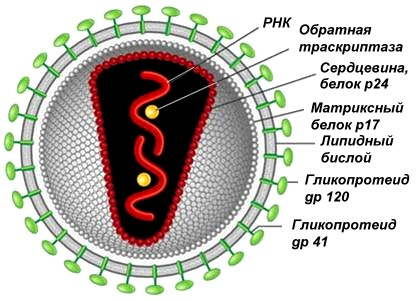 РНК
Обратная
траскриптаза
Сердцевина,
белок p24
Матриксный
белок p17
Липидный
бислой
Гликопротеид
gp 120
Гликопротеид
gp 41